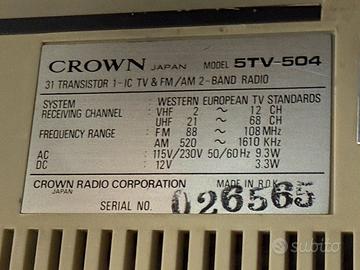 CROWN JAPAN MODEL 5TV-504
31 TRANSISTOR 1-IC TV & FM/AM 2-BAND RADIO
SYSTEM : WESTERN EUROPEAN TV STANDARDS
RECEIVING CHANNEL : VHF 2 ~ 12 CH
UHF 21 ~ 68 CH
FREQUENCY RANGE : FM 88 ~ 108 MHz
AM 520 ~ 1610 KHz
AC : 115V/230V 50/60 Hz 9.3W
DC : 12V 3.3W
CROWN RADIO CORPORATION MADE IN R.O.K.
JAPAN
SERIAL NO. 026565
subito